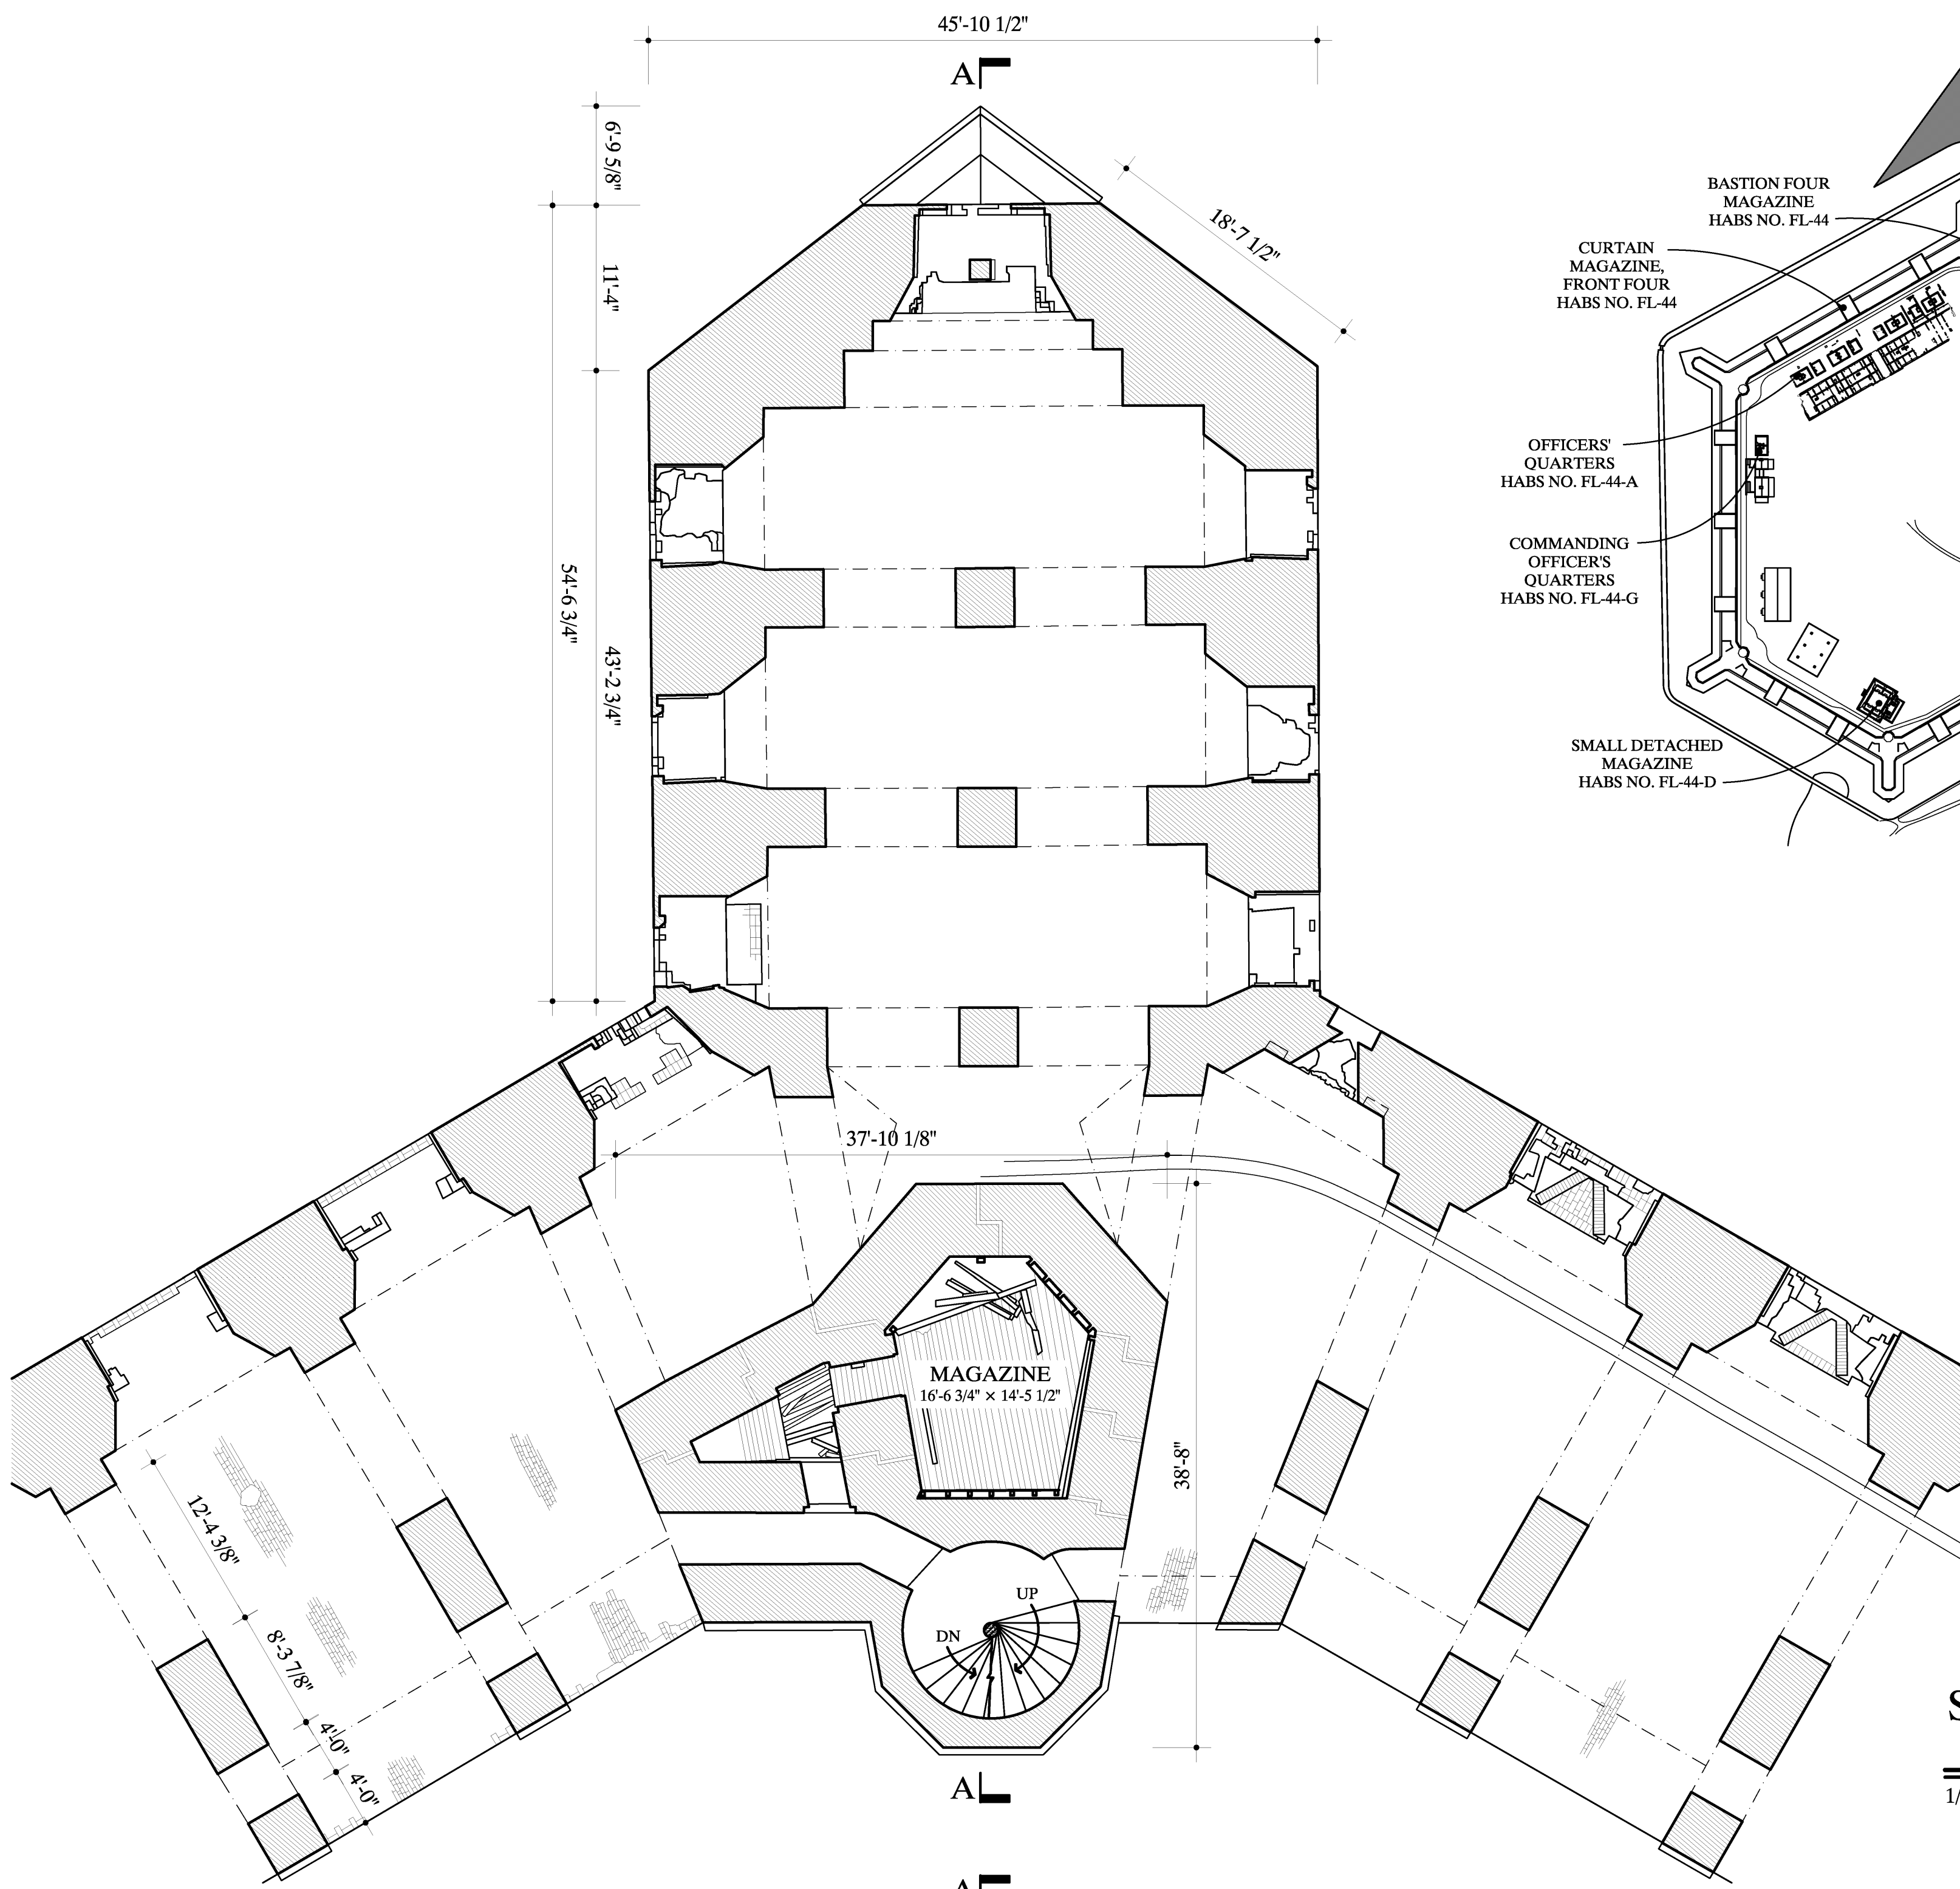 45'-10 1/2"
A
6'-9 5/8"
18'-7 1/2"
11'-4"
54'-6 3/4"
43'-2 3/4"
BASTION FOUR
MAGAZINE
HABS NO. FL-44
CURTAIN
MAGAZINE,
FRONT FOUR
HABS NO. FL-44
OFFICERS'
QUARTERS
HABS NO. FL-44-A
COMMANDING
OFFICER'S
QUARTERS
HABS NO. FL-44-G
SMALL DETACHED
MAGAZINE
HABS NO. FL-44-D
37'-10 1/8"
MAGAZINE
16'-6 3/4" × 14'-5 1/2"
38'-8"
12'-4 3/8"
8'-3 7/8"
4'-0"
4'-0"
UP
DN
A
S
1/
A